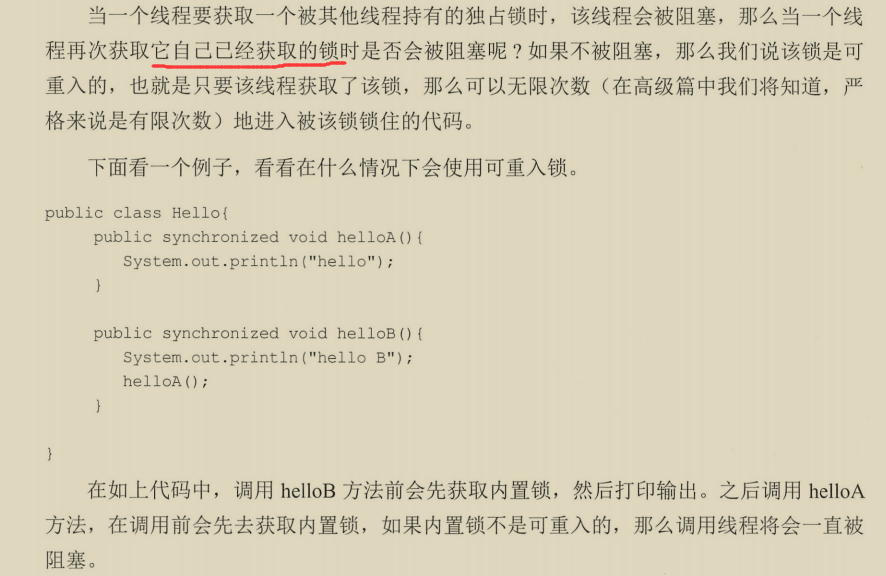 当一个线程要获取一个被其他线程持有的独占锁时，该线程会被阻塞，那么当一个线
程再次获取它自己已经获取的锁时是否会被阻塞呢？如果不被阻塞，那么我们说该锁是可
重入的，也就是只要该线程获取了该锁，那么可以无限次数（在高级篇中我们将知道，严
格来说是有限次数）地进入被该锁锁住的代码。
下面看一个例子，看看在什么情况下会使用可重入锁。
public class Hello{
public synchronized void helloA(){
System.out.println("hello");
}
public synchronized void helloB(){
System.out.println("hello B");
helloA();
}
}
在如上代码中，调用 helloB 方法前会先获取内置锁，然后打印输出。之后调用 helloA
方法，在调用前会先去获取内置锁，如果内置锁不是可重入的，那么调用线程将会一直被
阻塞。